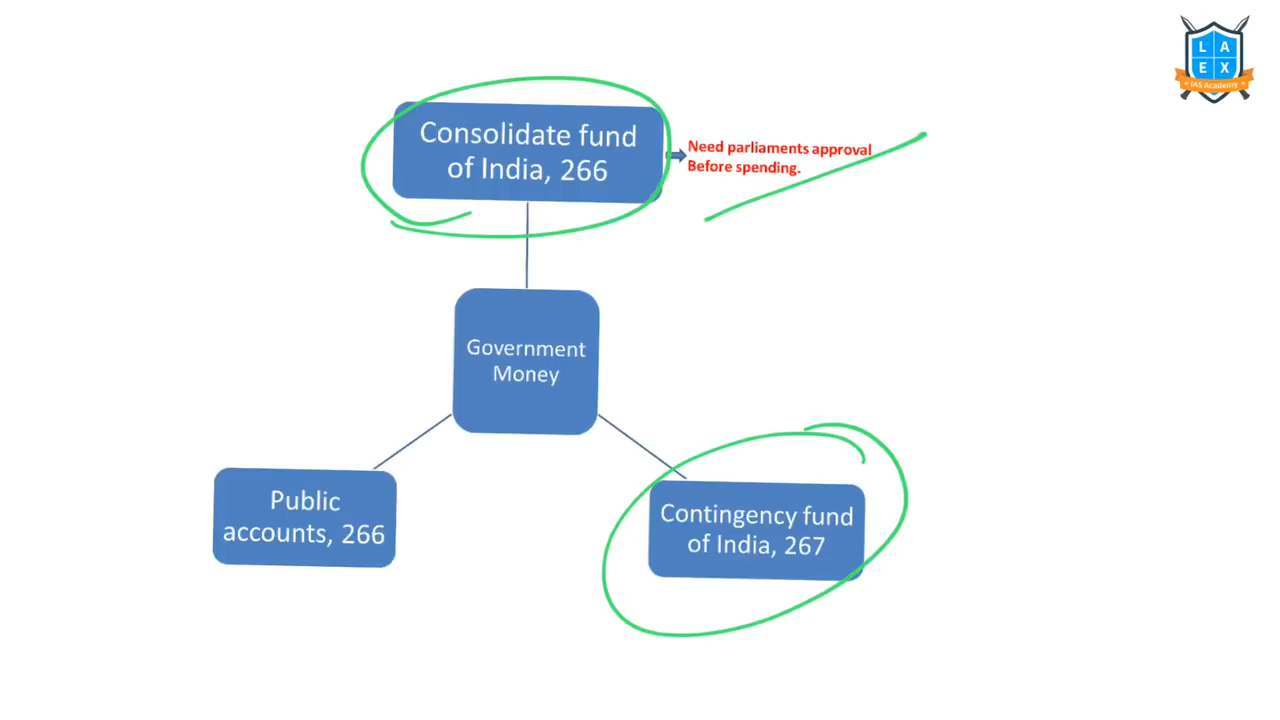 L A
E X
IAS Academy
Consolidate fund
of India, 266
Need parliaments approval
Before spending.
Government
Money
Public
accounts, 266
Contingency fund
of India, 267